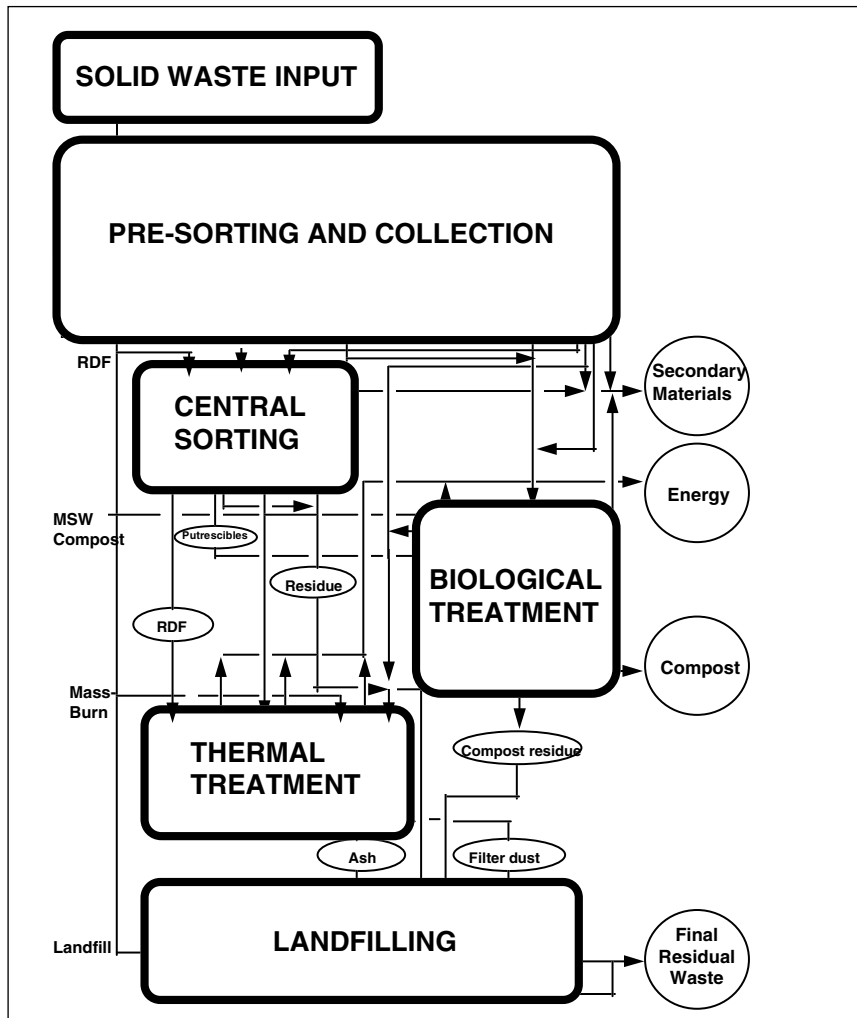 SOLID WASTE INPUT
PRE-SORTING AND COLLECTION
RDF
CENTRAL
SORTING
Secondary
Materials
Energy
MSW
Compost
Putrescibles
Residue
BIOLOGICAL
TREATMENT
RDF
Compost
Mass-
Burn
THERMAL
TREATMENT
Compost residue
Ash
Filter dust
Landfill
LANDFILLING
Final
Residual
Waste